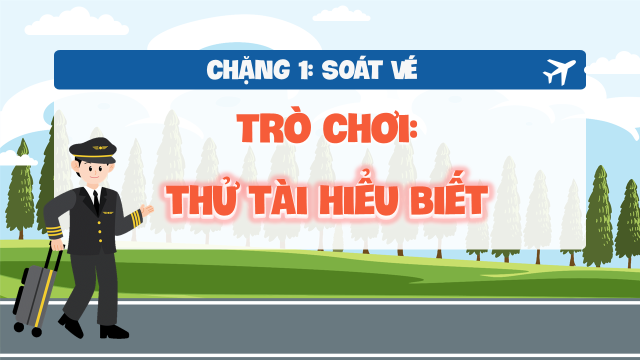 CHẶNG 1: SOÁT VÉ
TRÒ CHƠI:
THỬ TÀI HIỂU BIẾT